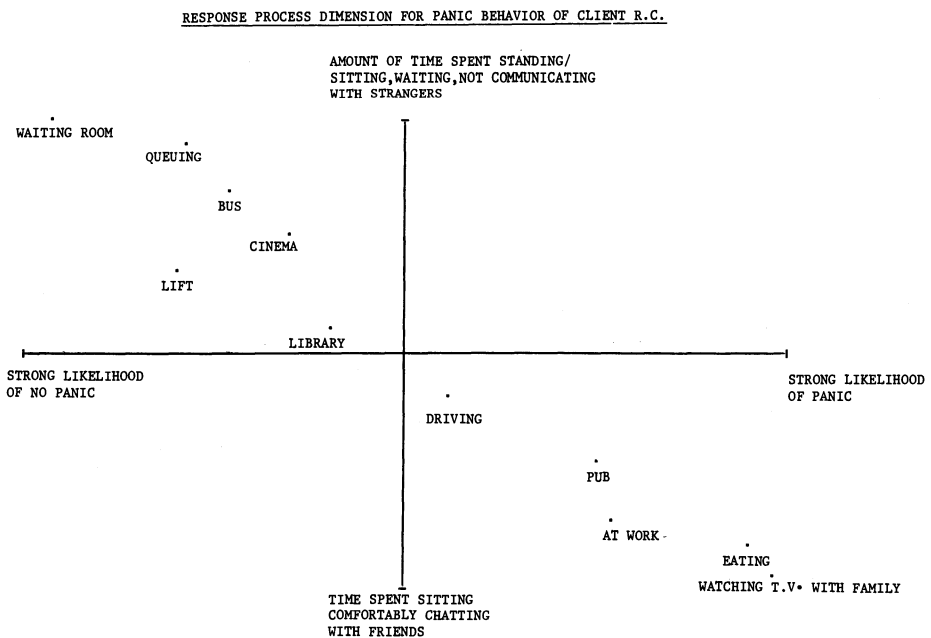 RESPONSE PROCESS DIMENSION FOR PANIC BEHAVIOR OF CLIENT R.C.
AMOUNT OF TIME SPENT STANDING/
SITTING,WAITING,NOT COMMUNICATING
WITH STRANGERS
WAITING ROOM
QUEUING
BUS
CINEMA
LIFT
LIBRARY
STRONG LIKELIHOOD
OF NO PANIC
STRONG LIKELIHOOD
OF PANIC
DRIVING
PUB
AT WORK
EATING
WATCHING T.V. WITH FAMILY
TIME SPENT SITTING
COMFORTABLY CHATTING
WITH FRIENDS